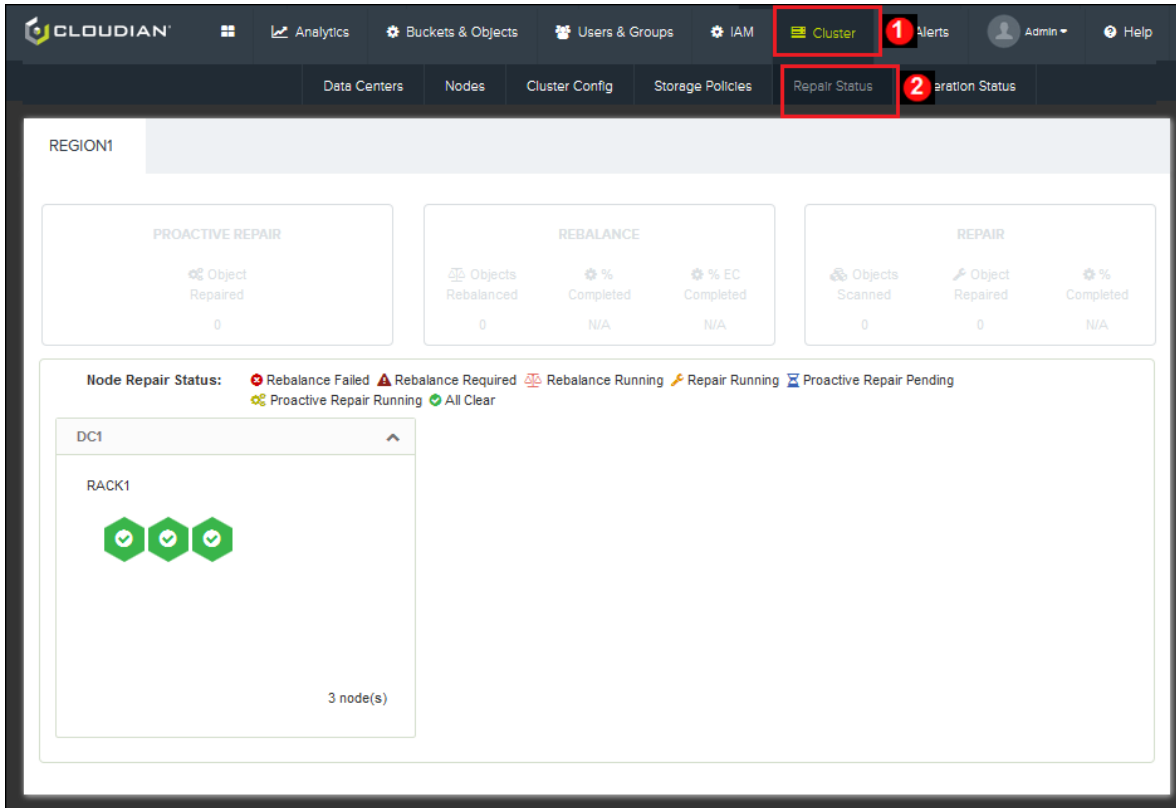 CLOUDIAN Analytics Buckets & Objects Users & Groups IAM Cluster 1 Alerts Admin Help
Data Centers Nodes Cluster Config Storage Policies Repair Status 2 eration Status
REGION1
PROACTIVE REPAIR
Object
Repaired
0
REBALANCE
Objects
Rebalanced
0
%
Completed
N/A
% EC
Completed
N/A
REPAIR
Objects
Scanned
0
Object
Repaired
0
%
Completed
N/A
Node Repair Status: Rebalance Failed Rebalance Required Rebalance Running Repair Running Proactive Repair Pending
Proactive Repair Running All Clear
DC1
RACK1
3 node(s)